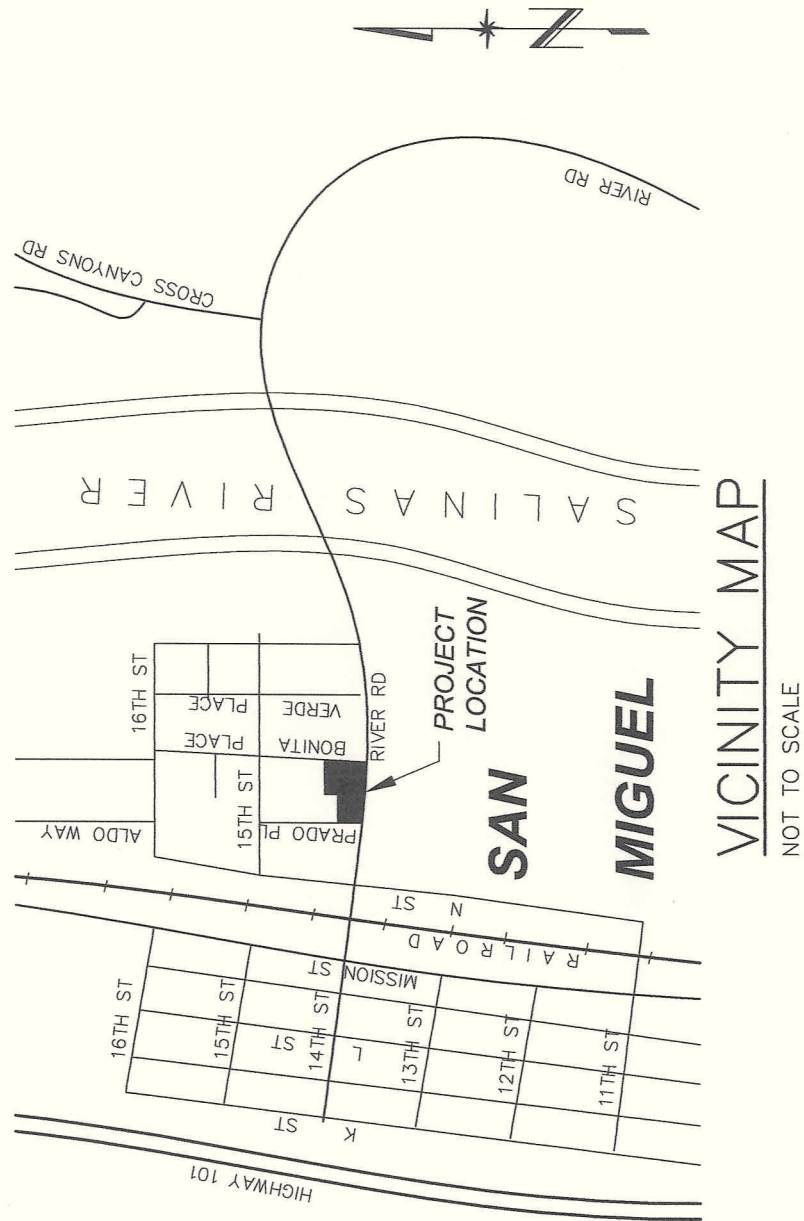 N
RIVER RD
CROSS CANYONS RD
SALINAS RIVER
16TH ST
VERDE PLACE
BONITA PLACE
RIVER RD
PROJECT
LOCATION
15TH ST
PRADO PL
ALDO WAY
SAN
MIGUEL
N ST
RAILROAD
MISSION ST
16TH ST
15TH ST
14TH ST
13TH ST
12TH ST
11TH ST
L ST
K ST
HIGHWAY 101
VICINITY MAP
NOT TO SCALE